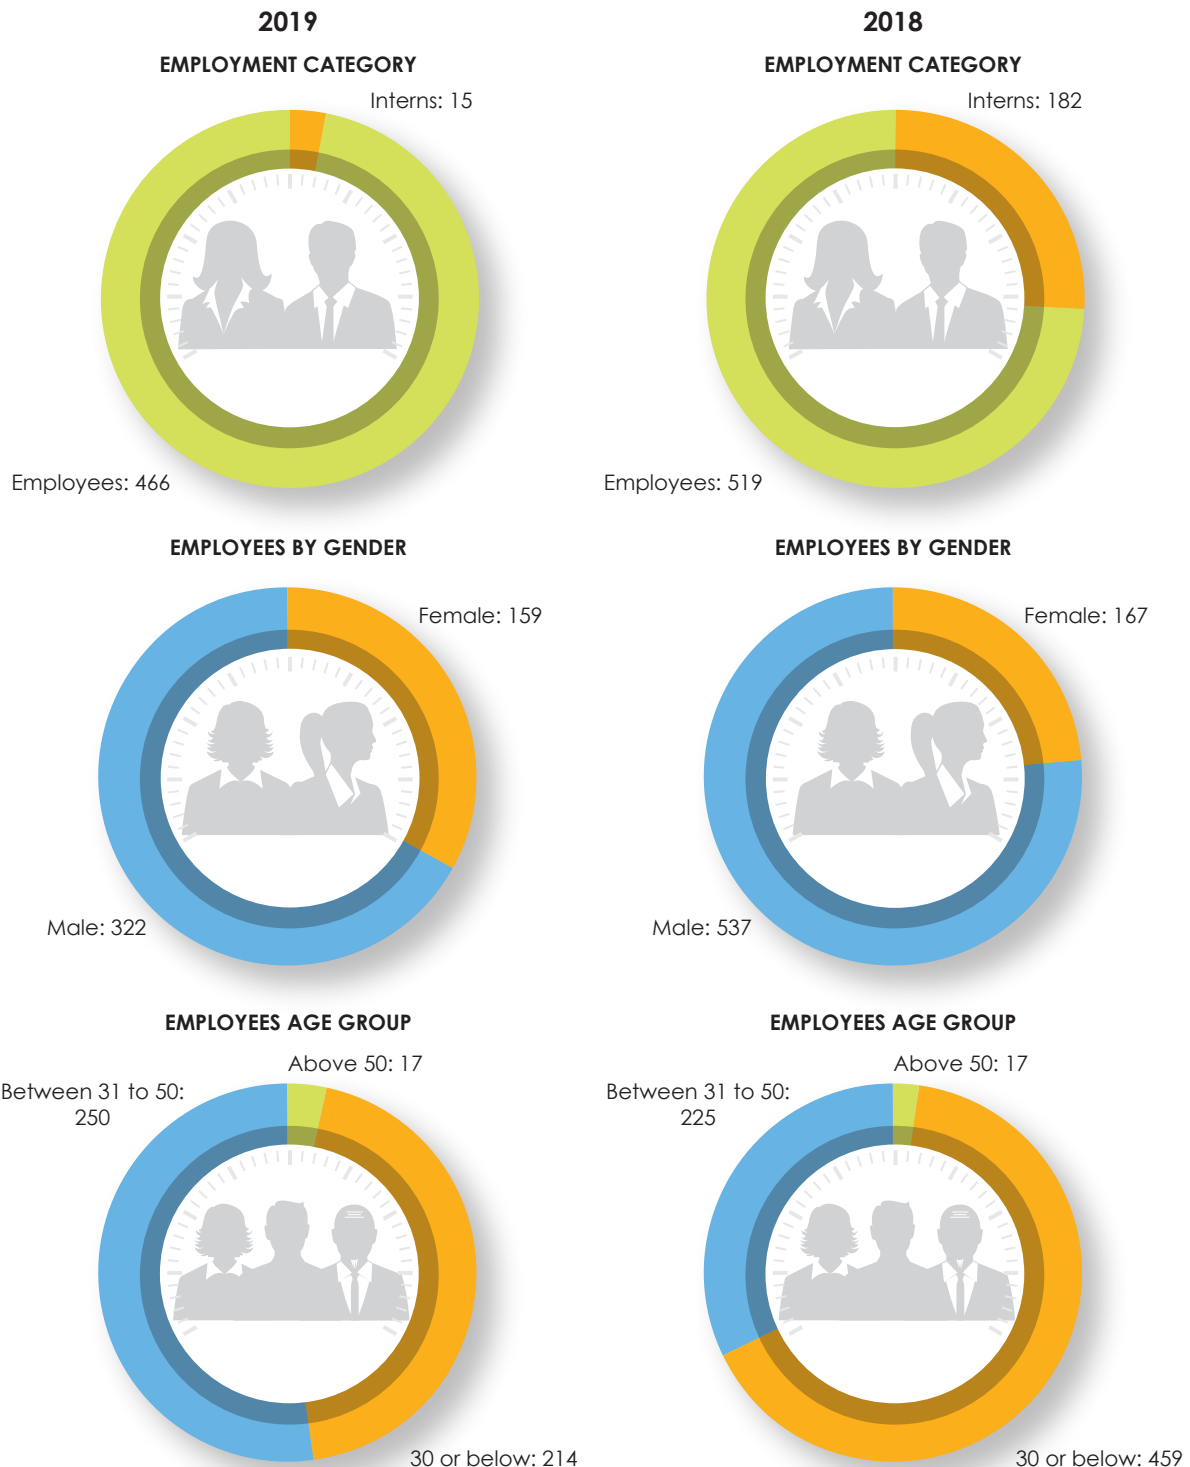 2019
EMPLOYMENT CATEGORY
Interns: 15
Employees: 466
EMPLOYEES BY GENDER
Female: 159
Male: 322
EMPLOYEES AGE GROUP
Above 50: 17
Between 31 to 50:
250
30 or below: 214
2018
EMPLOYMENT CATEGORY
Interns: 182
Employees: 519
EMPLOYEES BY GENDER
Female: 167
Male: 537
EMPLOYEES AGE GROUP
Above 50: 17
Between 31 to 50:
225
30 or below: 459